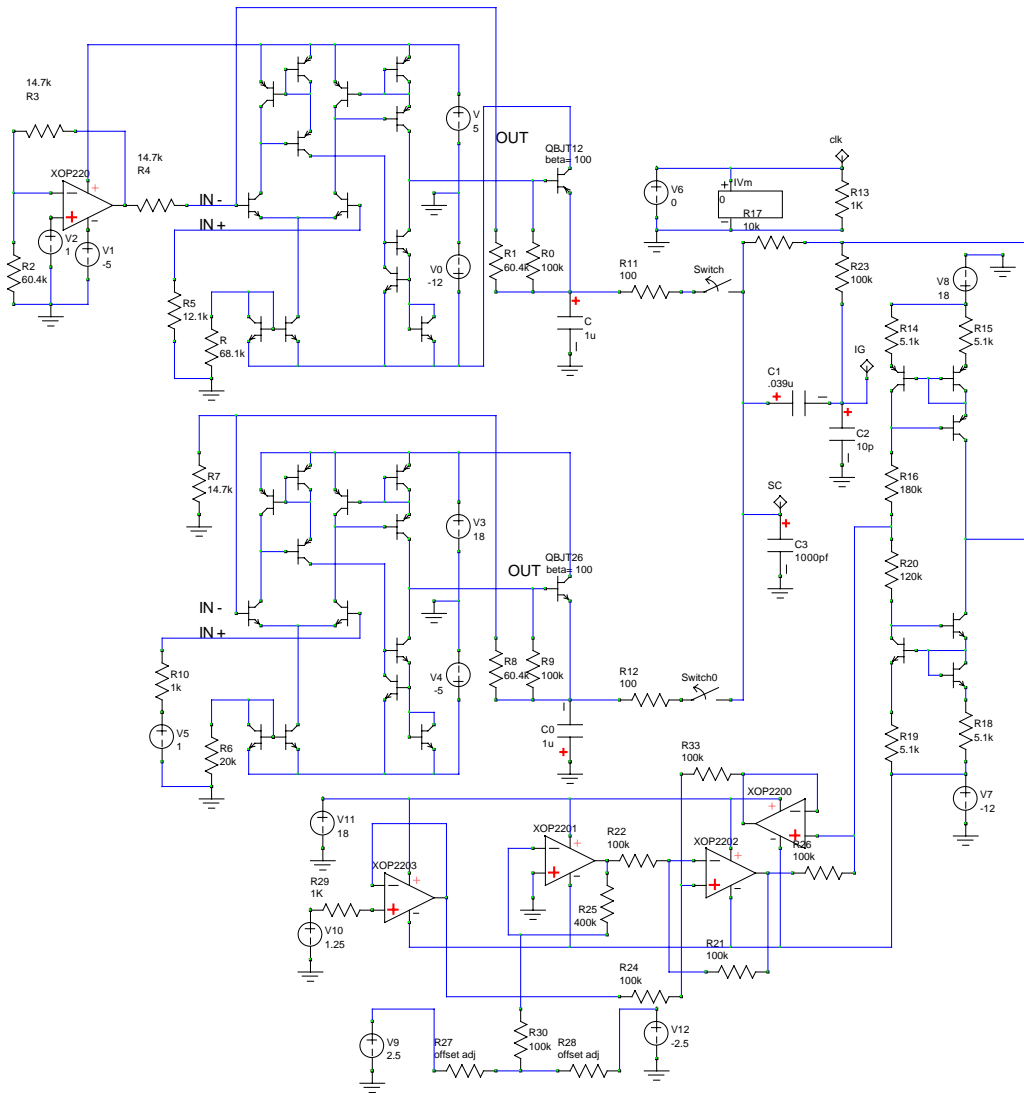 14.7k
R3
XOP220
14.7k
R4
IN -
IN +
V2
1
V1
-5
R2
60.4k
R5
12.1k
R
68.1k
V
5
V0
-12
OUT
QBJT12
beta= 100
R1
60.4k
R0
100k
C
1u
R11
100
Switch
V6
0
IVm
0
R17
10k
clk
R13
1K
R23
100k
V8
18
R14
5.1k
R15
5.1k
C1
.039u
IG
C2
10p
R7
14.7k
V3
18
OUT
QBJT26
beta= 100
IN -
IN +
R10
1k
V5
1
R6
20k
V4
-5
R8
60.4k
R9
100k
C0
1u
R12
100
Switch0
SC
C3
1000pf
R16
180k
R20
120k
R19
5.1k
R18
5.1k
V7
-12
R33
100k
XOP2200
V11
18
XOP2203
R29
1K
V10
1.25
XOP2201
R22
100k
XOP2202
R26
100k
R25
400k
R21
100k
R24
100k
V9
2.5
R27
offset adj
R30
100k
R28
offset adj
V12
-2.5